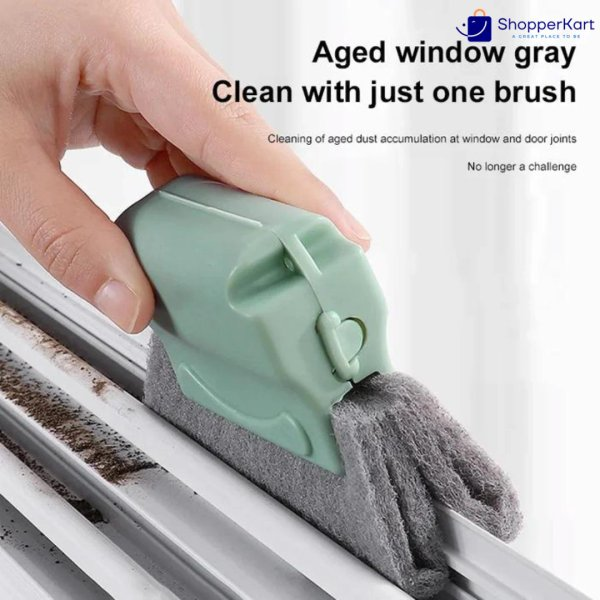 ShopperKart
A GREAT PLACE TO BE
Aged window gray
Clean with just one brush
Cleaning of aged dust accumulation at window and door joints
No longer a challenge